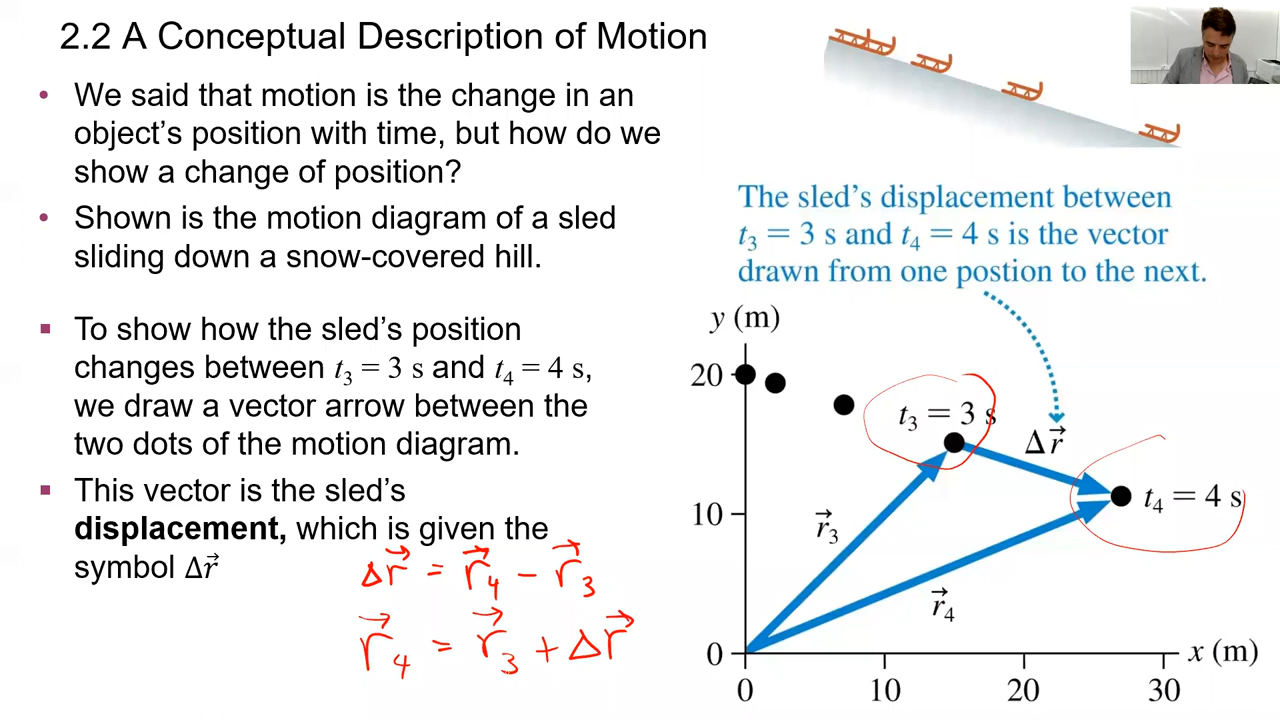 2.2 A Conceptual Description of Motion
• We said that motion is the change in an
object's position with time, but how do we
show a change of position?
• Shown is the motion diagram of a sled
sliding down a snow-covered hill.
▪ To show how the sled's position
changes between t₃ = 3 s and t₄ = 4 s,
we draw a vector arrow between the
two dots of the motion diagram.
▪ This vector is the sled's
displacement, which is given the
symbol Δr⃗
Δr⃗ = r⃗₄ − r⃗₃
r⃗₄ = r⃗₃ + Δr⃗
The sled's displacement between
t₃ = 3 s and t₄ = 4 s is the vector
drawn from one postion to the next.
y (m)
20
t₃ = 3 s
Δr⃗
t₄ = 4 s
10
r⃗₃
r⃗₄
0
x (m)
0 10 20 30